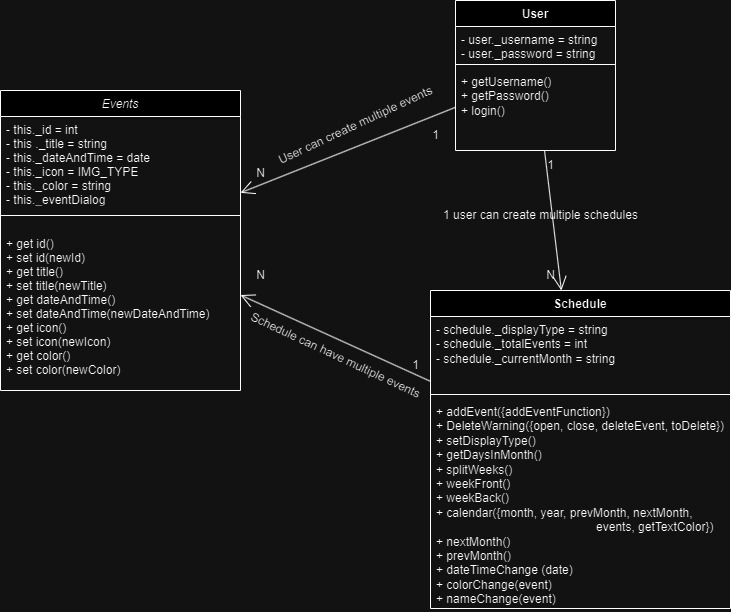 User
- user._username = string
- user._password = string
+ getUsername()
+ getPassword()
+ login()
Events
- this._id = int
- this ._title = string
- this._dateAndTime = date
- this._icon = IMG_TYPE
- this._color = string
- this._eventDialog
+ get id()
+ set id(newId)
+ get title()
+ set title(newTitle)
+ get dateAndTime()
+ set dateAndTime(newDateAndTime)
+ get icon()
+ set icon(newIcon)
+ get color()
+ set color(newColor)
User can create multiple events
1
N
1
1 user can create multiple schedules
N
N
Schedule can have multiple events
1
Schedule
- schedule._displayType = string
- schedule._totalEvents = int
- schedule._currentMonth = string
+ addEvent({addEventFunction})
+ DeleteWarning({open, close, deleteEvent, toDelete})
+ setDisplayType()
+ getDaysInMonth()
+ splitWeeks()
+ weekFront()
+ weekBack()
+ calendar({month, year, prevMonth, nextMonth,
events, getTextColor})
+ nextMonth()
+ prevMonth()
+ dateTimeChange (date)
+ colorChange(event)
+ nameChange(event)